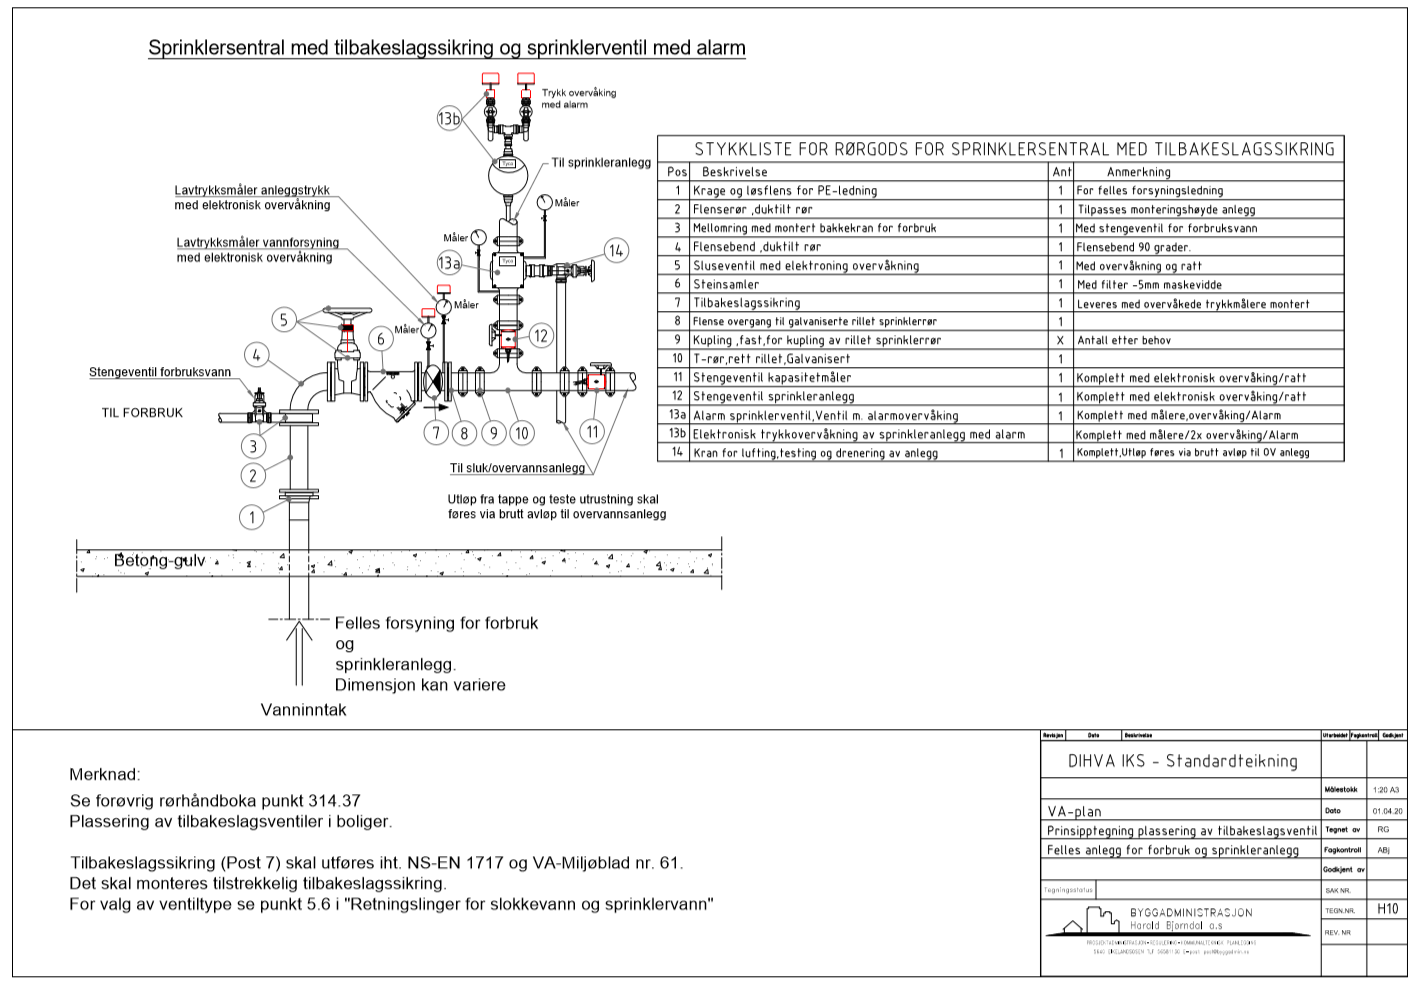 Sprinklersentral med tilbakeslagssikring og sprinklerventil med alarm
Trykk overvåking
med alarm
13b
Tyco
Til sprinkleranlegg
Lavtrykksmåler anleggstrykk
med elektronisk overvåkning
Måler
Lavtrykksmåler vannforsyning
med elektronisk overvåkning
Måler
14
13a
Tyco
Måler
5
Måler
6
12
4
Stengeventil forbruksvann
TIL FORBRUK
3
7
8
9
10
11
2
Til sluk/overvannsanlegg
1
Utløp fra tappe og teste utrustning skal
føres via brutt avløp til overvannsanlegg
Betong-gulv
Felles forsyning for forbruk
og
sprinkleranlegg.
Dimensjon kan variere
Vanninntak
STYKKLISTE FOR RØRGODS FOR SPRINKLERSENTRAL MED TILBAKESLAGSSIKRING
Pos Beskrivelse Ant Anmerkning
1 Krage og løsflens for PE-ledning 1 For felles forsyningsledning
2 Flenserør ,duktilt rør 1 Tilpasses monteringshøyde anlegg
3 Mellomring med montert bakkekran for forbruk 1 Med stengeventil for forbruksvann
4 Flensebend ,duktilt rør 1 Flensebend 90 grader.
5 Sluseventil med elektroning overvåkning 1 Med overvåkning og ratt
6 Steinsamler 1 Med filter -5mm maskevidde
7 Tilbakeslagssikring 1 Leveres med overvåkede trykkmålere montert
8 Flense overgang til galvaniserte rillet sprinklerrør 1
9 Kupling ,fast,for kupling av rillet sprinklerrør X Antall etter behov
10 T-rør,rett rillet,Galvanisert 1
11 Stengeventil kapasitetmåler 1 Komplett med elektronisk overvåking/ratt
12 Stengeventil sprinkleranlegg 1 Komplett med elektronisk overvåking/ratt
13a Alarm sprinklerventil,Ventil m. alarmovervåking 1 Komplett med målere,overvåking/Alarm
13b Elektronisk trykkovervåkning av sprinkleranlegg med alarm Komplett med målere/2x overvåking/Alarm
14 Kran for lufting,testing og drenering av anlegg 1 Komplett,Utløp føres via brutt avløp til OV anlegg
Merknad:
Se forøvrig rørhåndboka punkt 314.37
Plassering av tilbakeslagsventiler i boliger.
Tilbakeslagssikring (Post 7) skal utføres iht. NS-EN 1717 og VA-Miljøblad nr. 61.
Det skal monteres tilstrekkelig tilbakeslagssikring.
For valg av ventiltype se punkt 5.6 i "Retningslinger for slokkevann og sprinklervann"
Revisjon Dato Beskrivelse Utarbeidet Fagkontroll Godkjent
DIHVA IKS - Standardteikning
Målestokk 1:20 A3
VA-plan Dato 01.04.20
Prinsipptegning plassering av tilbakeslagsventil Tegnet av RG
Felles anlegg for forbruk og sprinkleranlegg Fagkontroll ABj
Godkjent av
Tegningsstatus SAK NR.
BYGGADMINISTRASJON
Harald Bjørndal a.s
TEGN.NR. H10
REV. NR